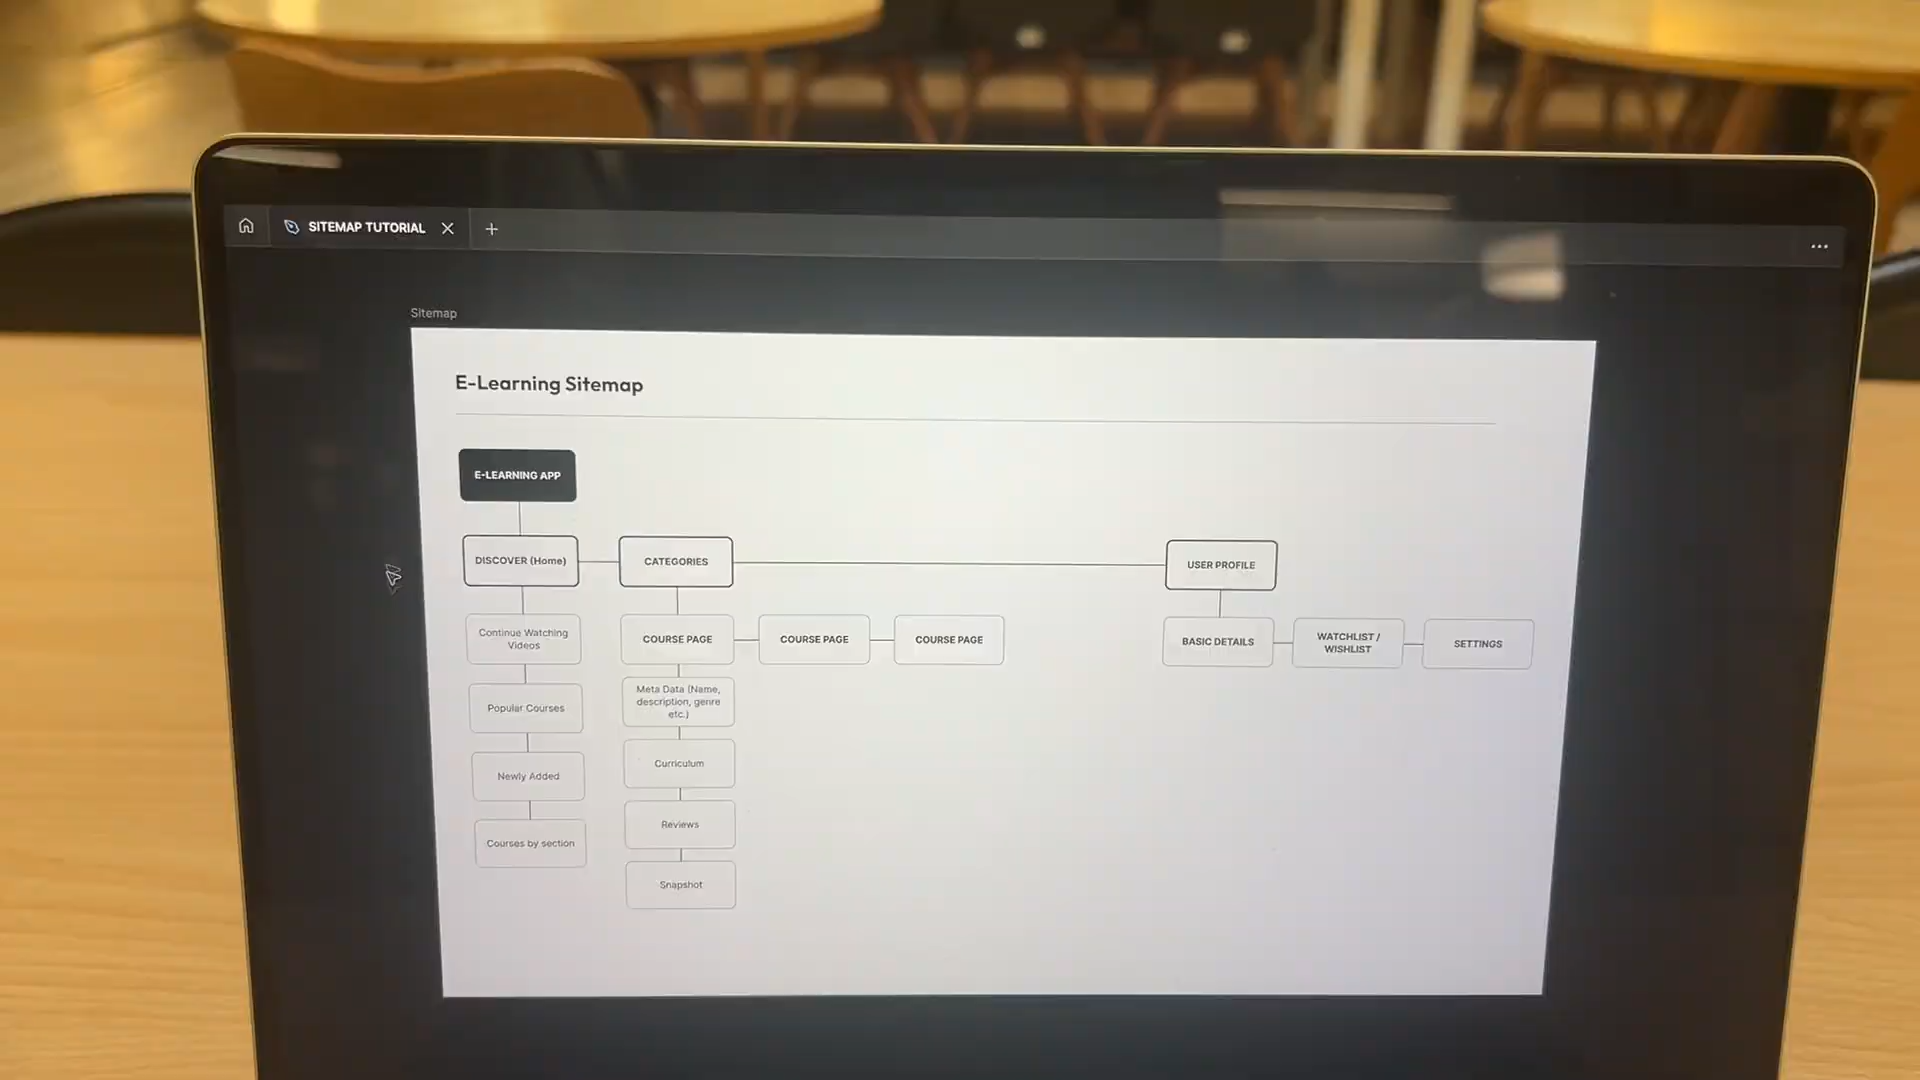 SITEMAP TUTORIAL
Sitemap
E-Learning Sitemap
E-LEARNING APP
DISCOVER (Home)
CATEGORIES
USER PROFILE
Continue Watching
Videos
COURSE PAGE
COURSE PAGE
COURSE PAGE
BASIC DETAILS
WATCHLIST /
WISHLIST
SETTINGS
Popular Courses
Meta Data (Name,
description, genre
etc.)
Newly Added
Curriculum
Courses by section
Reviews
Snapshot